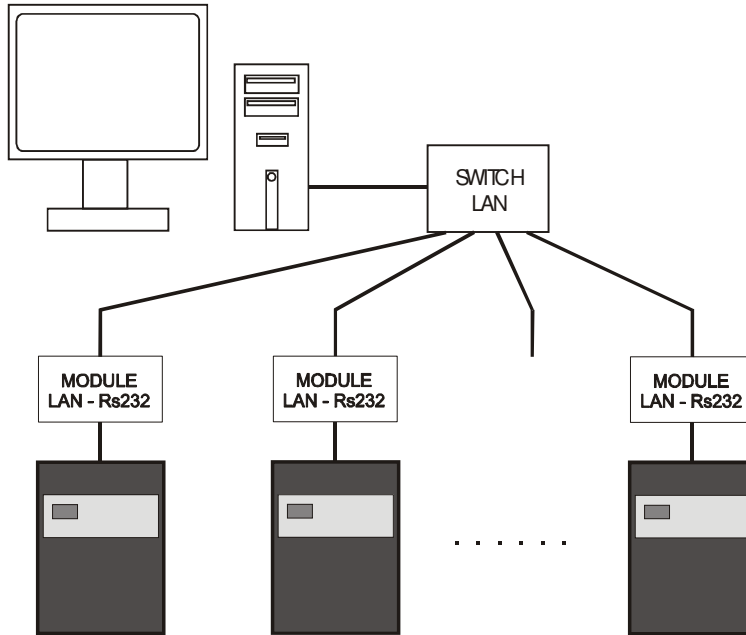 SWITCH
LAN
MODULE
LAN - Rs232
MODULE
LAN - Rs232
MODULE
LAN - Rs232
. . . . . .